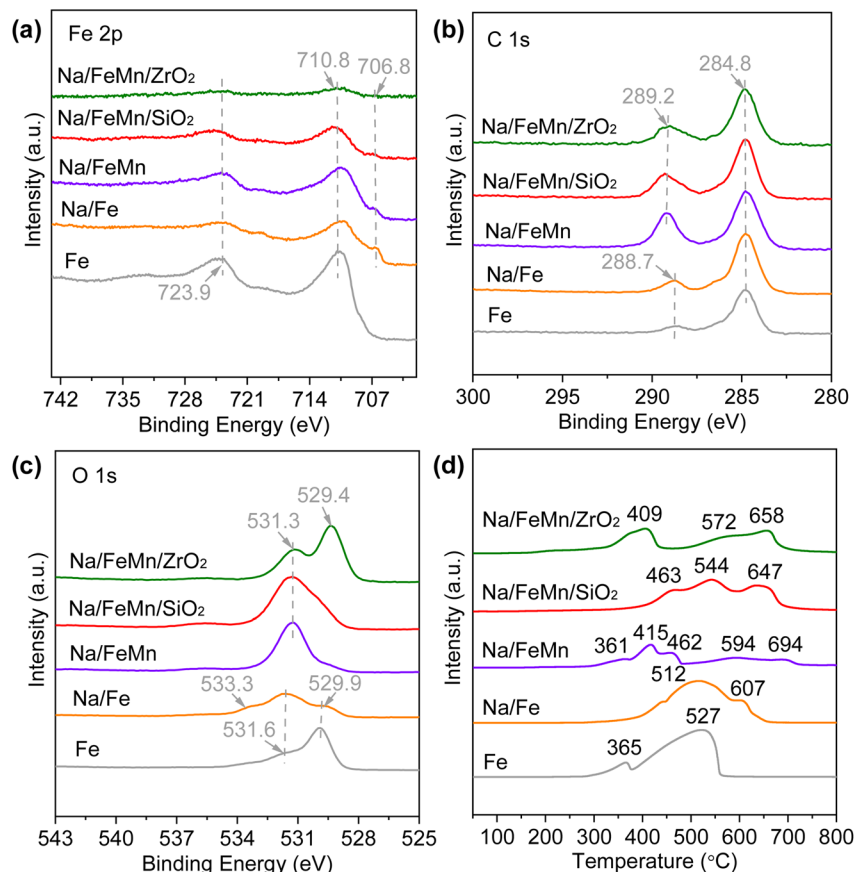 (a)
Fe 2p
710.8
706.8
Na/FeMn/ZrO₂
Na/FeMn/SiO₂
Na/FeMn
Na/Fe
Fe
723.9
Intensity (a.u.)
742 735 728 721 714 707
Binding Energy (eV)
(b)
C 1s
284.8
289.2
Na/FeMn/ZrO₂
Na/FeMn/SiO₂
Na/FeMn
288.7
Na/Fe
Fe
Intensity (a.u.)
300 295 290 285 280
Binding Energy (eV)
(c)
O 1s
529.4
531.3
Na/FeMn/ZrO₂
Na/FeMn/SiO₂
Na/FeMn
Na/Fe
533.3
529.9
531.6
Fe
Intensity (a.u.)
543 540 537 534 531 528 525
Binding Energy (eV)
(d)
Na/FeMn/ZrO₂
409 572 658
Na/FeMn/SiO₂
463 544 647
Na/FeMn
361 415 462 594 694
Na/Fe
512 607
Fe
365 527
Intensity (a.u.)
100 200 300 400 500 600 700 800
Temperature (°C)